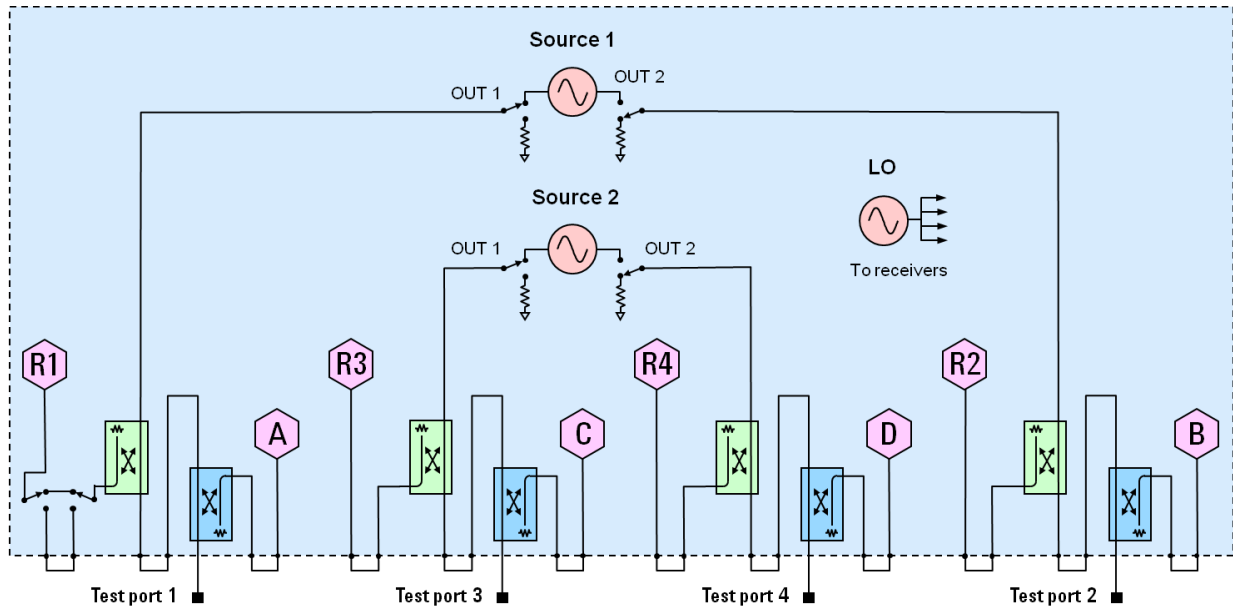 Source 1
OUT 1
OUT 2
LO
To receivers
Source 2
OUT 1
OUT 2
R1
R3
R4
R2
A
C
D
B
Test port 1
Test port 3
Test port 4
Test port 2